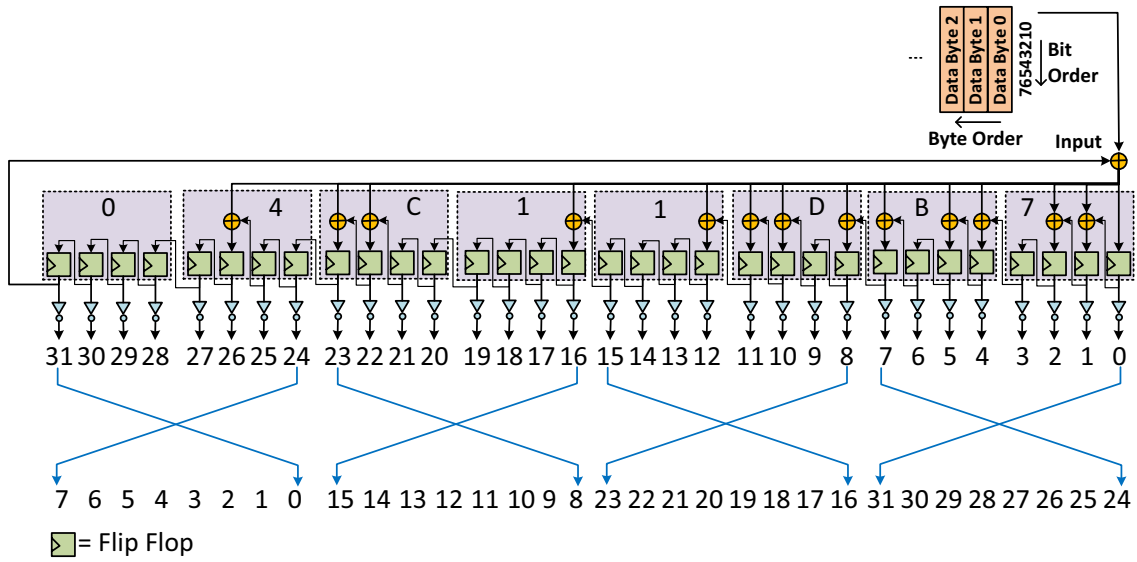 Data Byte 2
Data Byte 1
Data Byte 0
76543210
Bit
Order
...
Byte Order
Input
0 4 C 1 1 D B 7
31 30 29 28 27 26 25 24 23 22 21 20 19 18 17 16 15 14 13 12 11 10 9 8 7 6 5 4 3 2 1 0
7 6 5 4 3 2 1 0 15 14 13 12 11 10 9 8 23 22 21 20 19 18 17 16 31 30 29 28 27 26 25 24
= Flip Flop